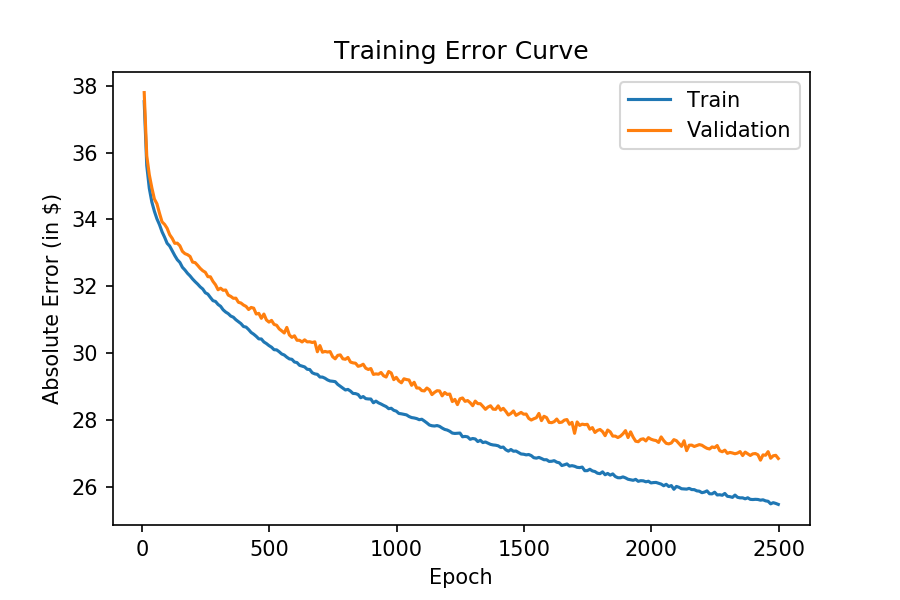 Training Error Curve
Train
Validation
Absolute Error (in $)
38
36
34
32
30
28
26
0 500 1000 1500 2000 2500
Epoch